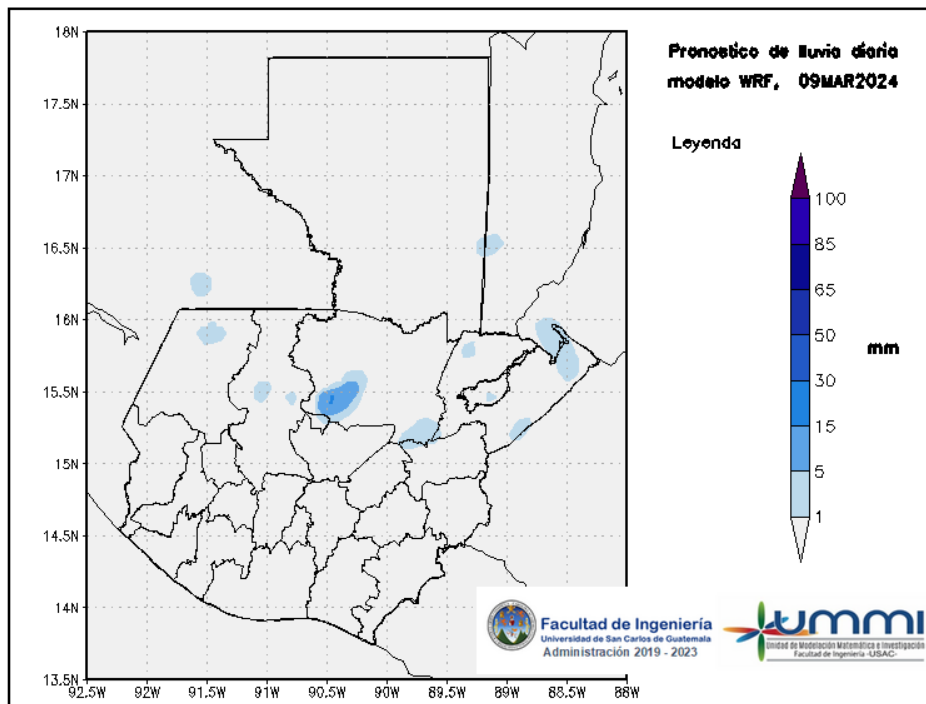 Pronostico de lluvia diaria
modelo WRF, 09MAR2024
Leyenda
100
85
65
50
30
15
5
1
mm
18N
17.5N
17N
16.5N
16N
15.5N
15N
14.5N
14N
13.5N
92.5W
92W
91.5W
91W
90.5W
90W
89.5W
89W
88.5W
88W
Facultad de Ingeniería
Universidad de San Carlos de Guatemala
Administración 2019 - 2023
ummi
Unidad de Modelación Matemática e Investigación
Facultad de Ingeniería -USAC-